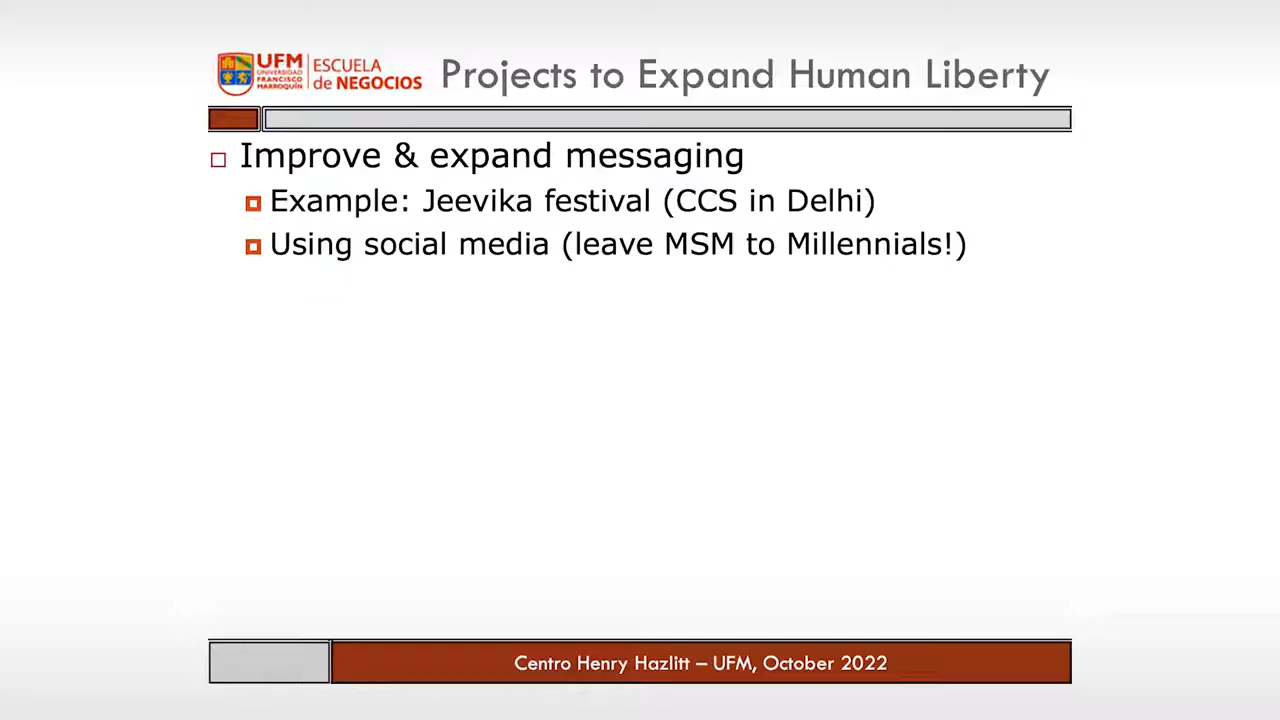 UFM
UNIVERSIDAD
FRANCISCO
MARROQUÍN
ESCUELA
de NEGOCIOS
Projects to Expand Human Liberty
Improve & expand messaging
Example: Jeevika festival (CCS in Delhi)
Using social media (leave MSM to Millennials!)
Centro Henry Hazlitt – UFM, October 2022